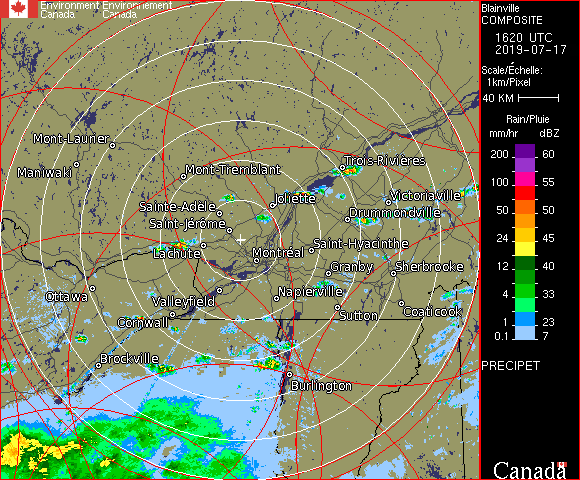 Environment Environnement
Canada Canada
Blainville
COMPOSITE
1620 UTC
2019-07-17
Scale/Échelle:
1km/Pixel
40 KM
Rain/Pluie
mm/hr dBZ
200 60
100 55
50 50
24 45
12 40
4 33
1 28
0.1 7
PRECIPET
Canada
Mont-Laurier
Maniwaki
Mont-Tremblant
Trois-Rivières
Joliette
Victoriaville
Sainte-Adele
Drummondville
Saint-Jérôme
Saint-Hyacinthe
Lachute
Montréal
Granby
Sherbrooke
Ottawa
Valleyfield
Napierville
Cornwall
Sutton
Coaticook
Brockville
Burlington